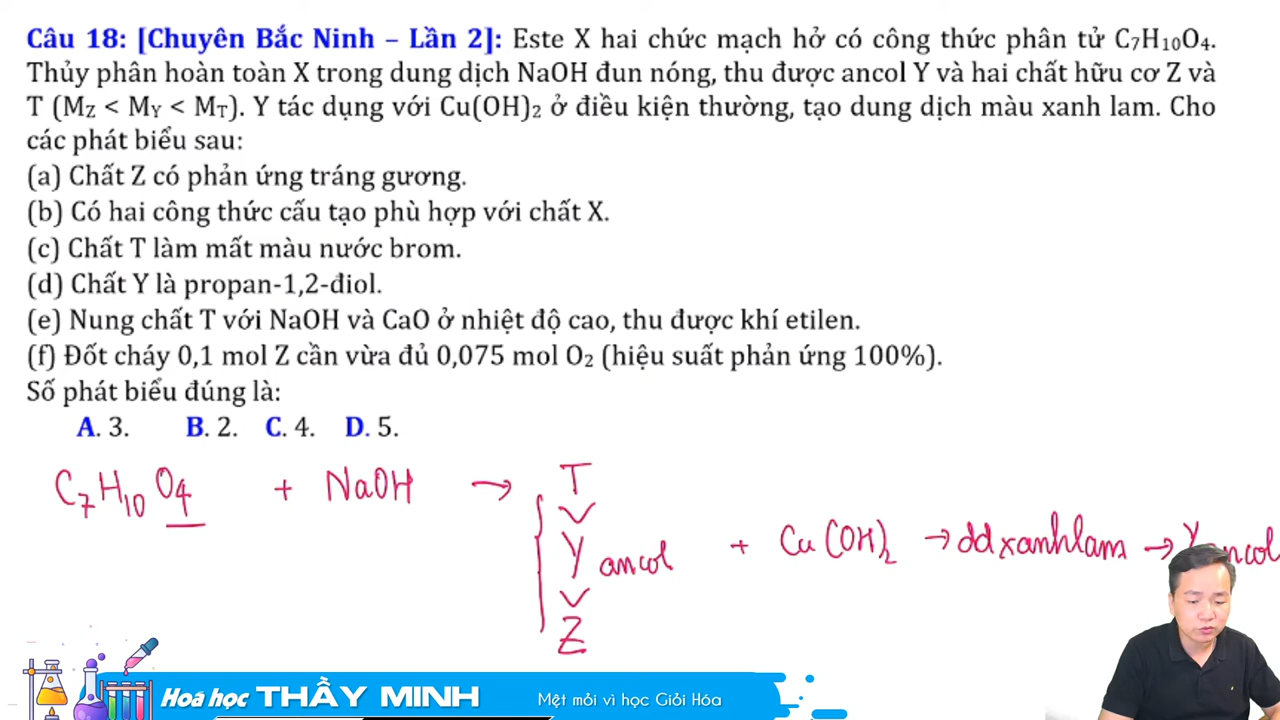 Câu 18: [Chuyên Bắc Ninh – Lần 2]: Este X hai chức mạch hở có công thức phân tử C₇H₁₀O₄.
Thủy phân hoàn toàn X trong dung dịch NaOH đun nóng, thu được ancol Y và hai chất hữu cơ Z và
T (M_Z < M_Y < M_T). Y tác dụng với Cu(OH)₂ ở điều kiện thường, tạo dung dịch màu xanh lam. Cho
các phát biểu sau:
(a) Chất Z có phản ứng tráng gương.
(b) Có hai công thức cấu tạo phù hợp với chất X.
(c) Chất T làm mất màu nước brom.
(d) Chất Y là propan-1,2-điol.
(e) Nung chất T với NaOH và CaO ở nhiệt độ cao, thu được khí etilen.
(f) Đốt cháy 0,1 mol Z cần vừa đủ 0,075 mol O₂ (hiệu suất phản ứng 100%).
Số phát biểu đúng là:
A. 3. B. 2. C. 4. D. 5.
C₇H₁₀O₄ + NaOH → T
Y ancol + Cu(OH)₂ → dd xanh lam → Y ancol
Z
Hoá học THẦY MINH Mệt mỏi vì học Giỏi Hóa